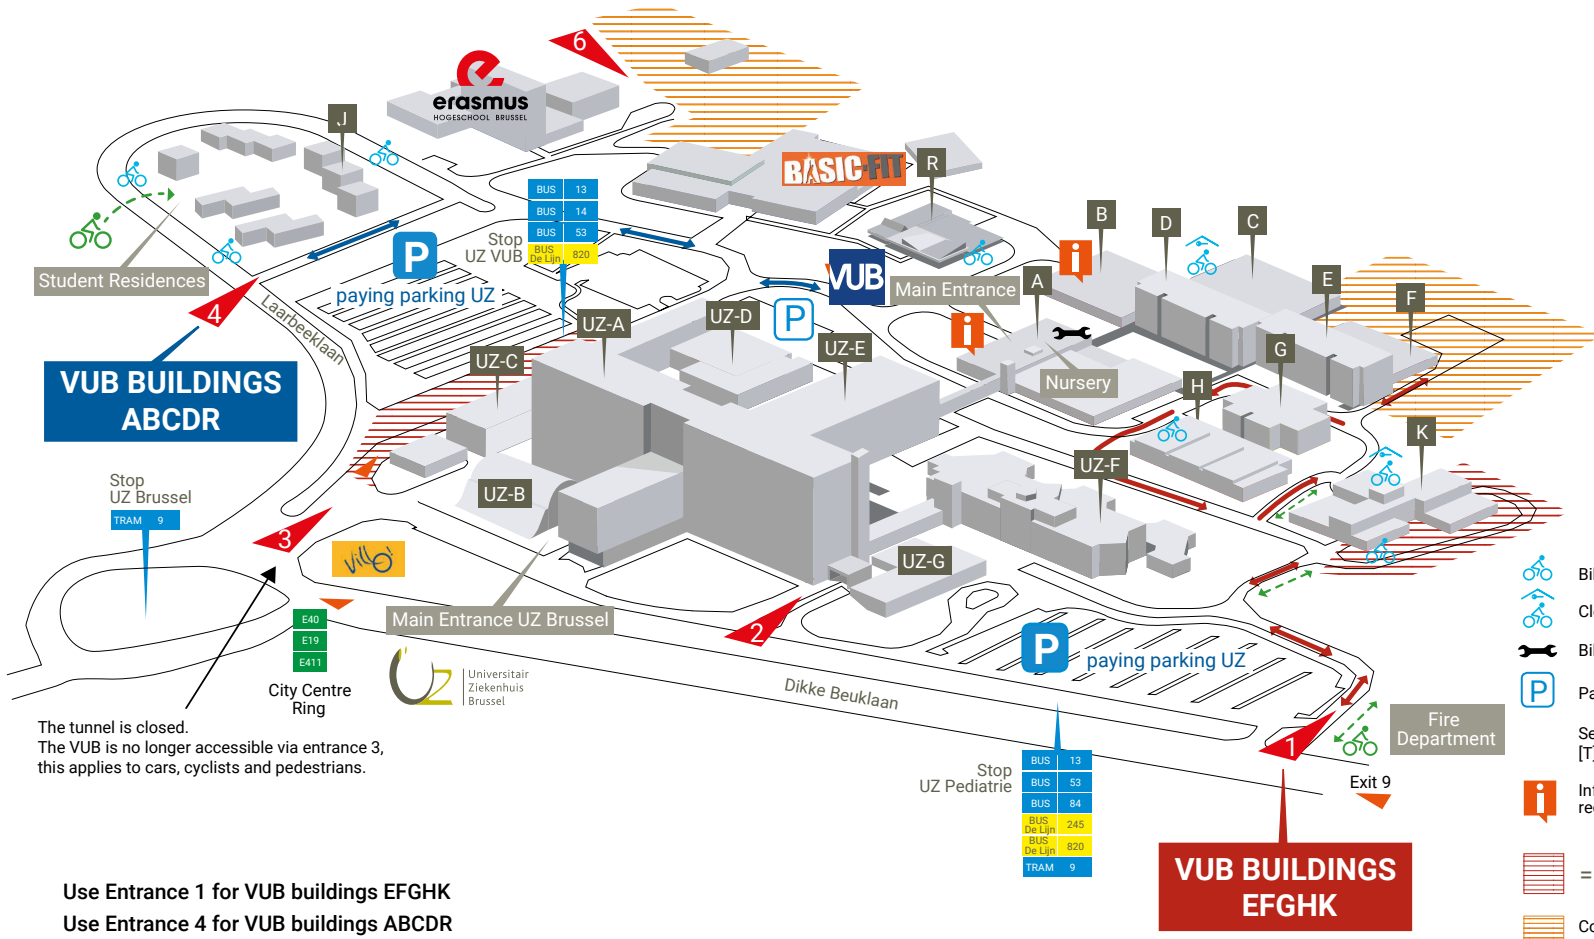 6
erasmus
HOGESCHOOL BRUSSEL
J
BASIC-FIT
R
BUS 13
BUS 14
BUS 53
BUS De Lijn 820
Stop
UZ VUB
B
D
C
P
paying parking UZ
Student Residences
4
Laarbeeklaan
VUB
Main Entrance
A
E
F
P
UZ-A
UZ-D
UZ-E
UZ-C
G
Nursery
H
K
VUB BUILDINGS
ABCDR
UZ-F
UZ-B
Stop
UZ Brussel
TRAM 9
3
Villo!
UZ-G
Main Entrance UZ Brussel
2
E40
E19
E411
City Centre
Ring
UZ
Universitair
Ziekenhuis
Brussel
P
paying parking UZ
Dikke Beuklaan
The tunnel is closed.
The VUB is no longer accessible via entrance 3,
this applies to cars, cyclists and pedestrians.
Fire
Department
1
Exit 9
Stop
UZ Pediatrie
BUS 13
BUS 53
BUS 84
BUS De Lijn 245
BUS De Lijn 820
TRAM 9
VUB BUILDINGS
EFGHK
Use Entrance 1 for VUB buildings EFGHK
Use Entrance 4 for VUB buildings ABCDR
P
[T]
=